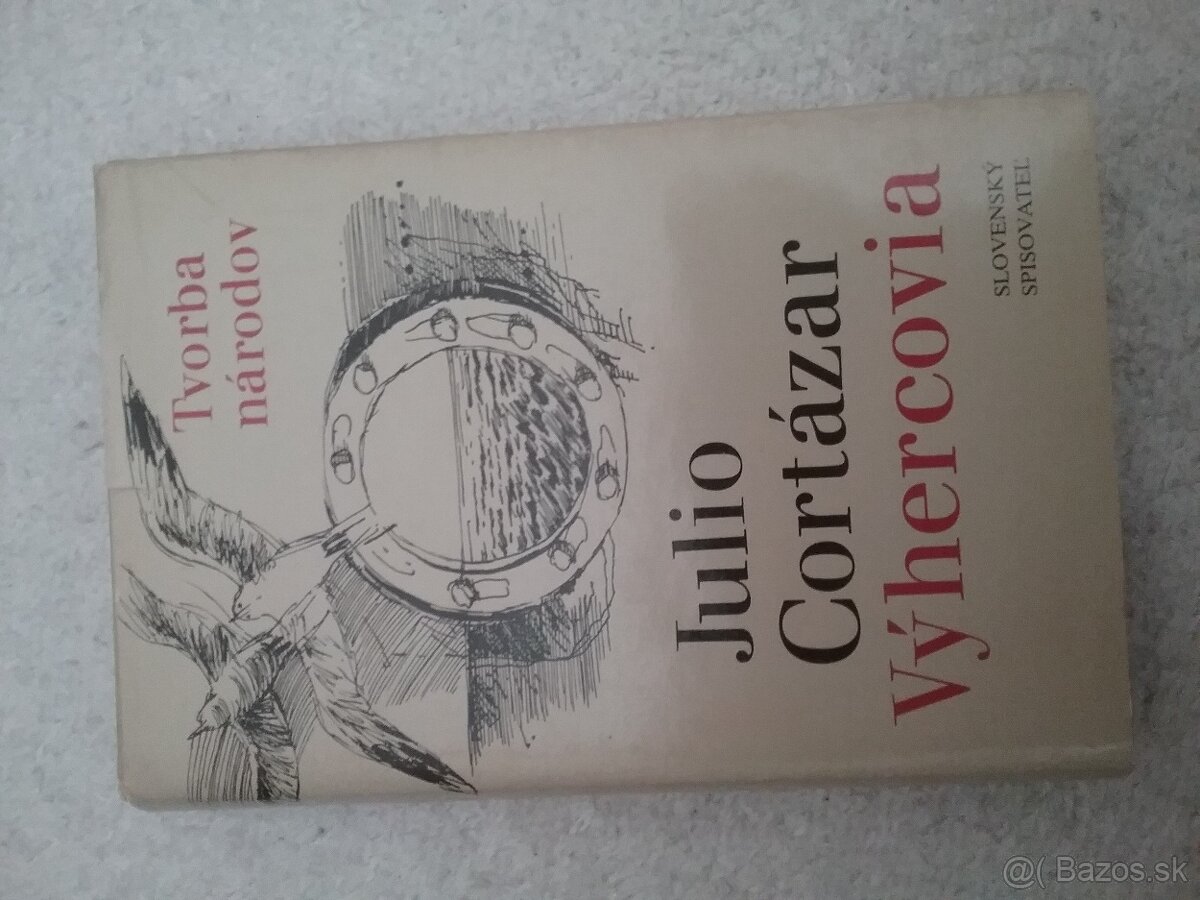 Tvorba
národov
Julio
Cortázar
Výhercovia
SLOVENSKÝ
SPISOVATEĽ
@( Bazos.sk